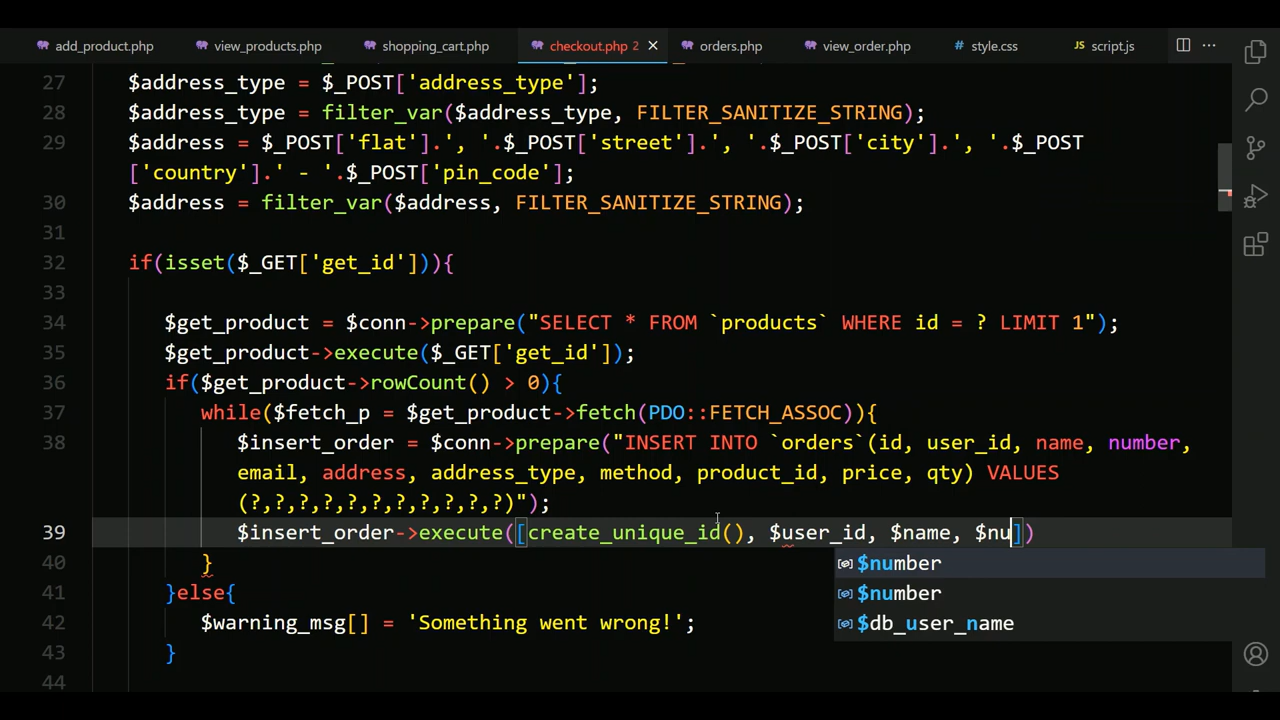 add_product.php view_products.php shopping_cart.php checkout.php 2 orders.php view_order.php # style.css JS script.js
27 $address_type = $_POST['address_type'];
28 $address_type = filter_var($address_type, FILTER_SANITIZE_STRING);
29 $address = $_POST['flat'].', '.$_POST['street'].', '.$_POST['city'].', '.$_POST
['country'].' - '.$_POST['pin_code'];
30 $address = filter_var($address, FILTER_SANITIZE_STRING);
31
32 if(isset($_GET['get_id'])){
33
34 $get_product = $conn->prepare("SELECT * FROM `products` WHERE id = ? LIMIT 1");
35 $get_product->execute($_GET['get_id']);
36 if($get_product->rowCount() > 0){
37 while($fetch_p = $get_product->fetch(PDO::FETCH_ASSOC)){
38 $insert_order = $conn->prepare("INSERT INTO `orders`(id, user_id, name, number,
email, address, address_type, method, product_id, price, qty) VALUES
(?,?,?,?,?,?,?,?,?,?,?)");
39 $insert_order->execute([create_unique_id(), $user_id, $name, $nu])
40 }
$number
41 }else{
$number
42 $warning_msg[] = 'Something went wrong!';
$db_user_name
43 }
44